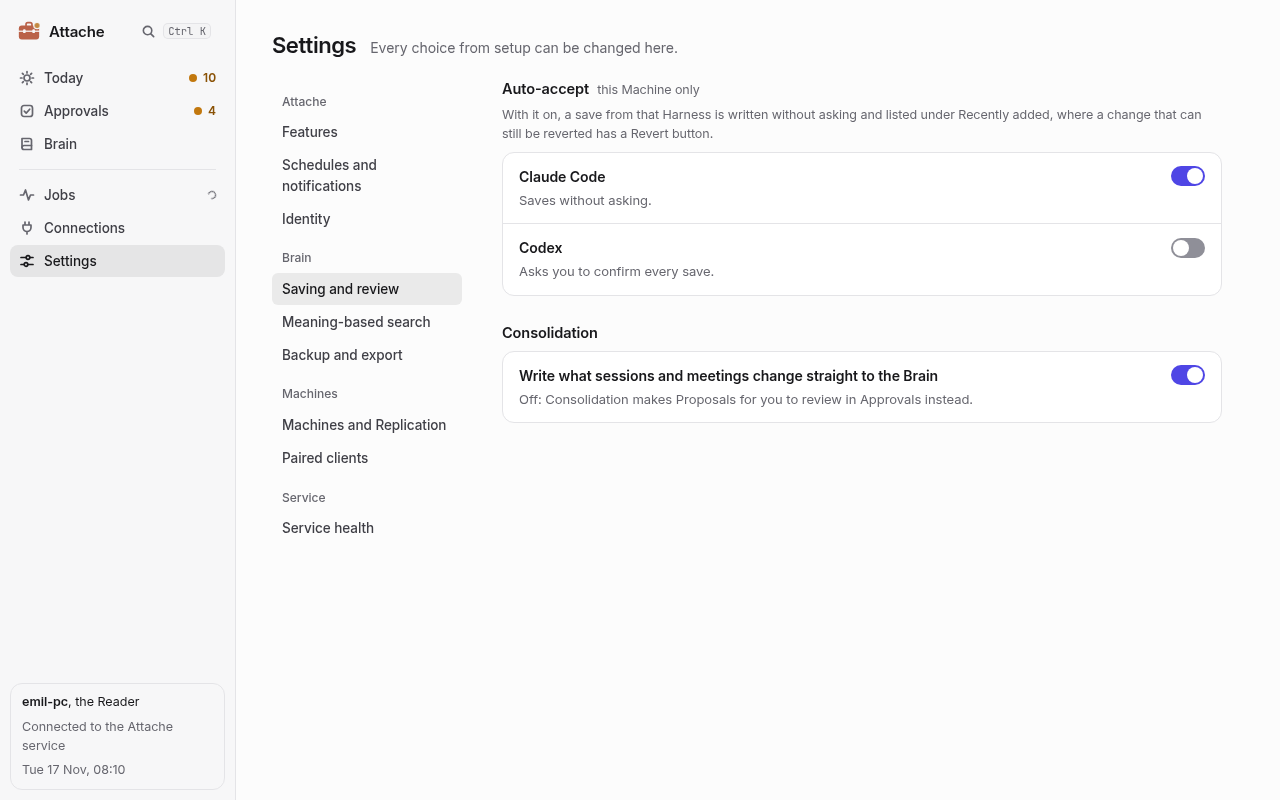 Attache
Ctrl K
Today
10
Approvals
4
Brain
Jobs
Connections
Settings
emil-pc, the Reader
Connected to the Attache
service
Tue 17 Nov, 08:10
Settings
Every choice from setup can be changed here.
Attache
Features
Schedules and
notifications
Identity
Brain
Saving and review
Meaning-based search
Backup and export
Machines
Machines and Replication
Paired clients
Service
Service health
Auto-accept this Machine only
With it on, a save from that Harness is written without asking and listed under Recently added, where a change that can
still be reverted has a Revert button.
Claude Code
Saves without asking.
Codex
Asks you to confirm every save.
Consolidation
Write what sessions and meetings change straight to the Brain
Off: Consolidation makes Proposals for you to review in Approvals instead.